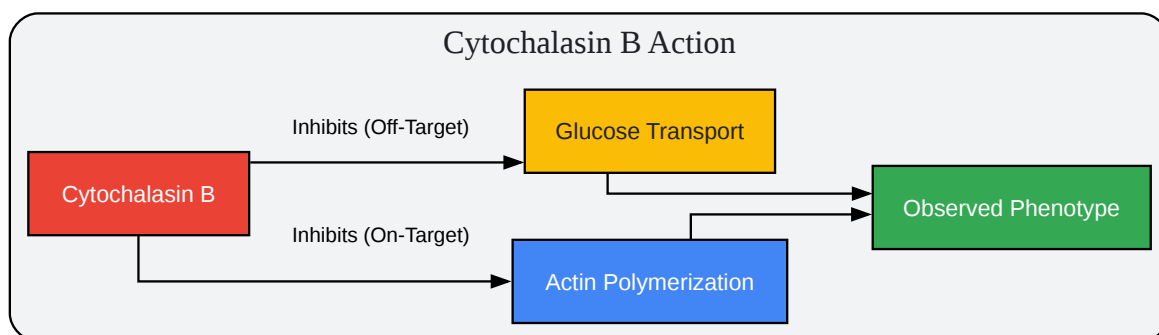 Cytochalasin B Action
Inhibits (Off-Target)
Glucose Transport
Cytochalasin B
Observed Phenotype
Inhibits (On-Target)
Actin Polymerization